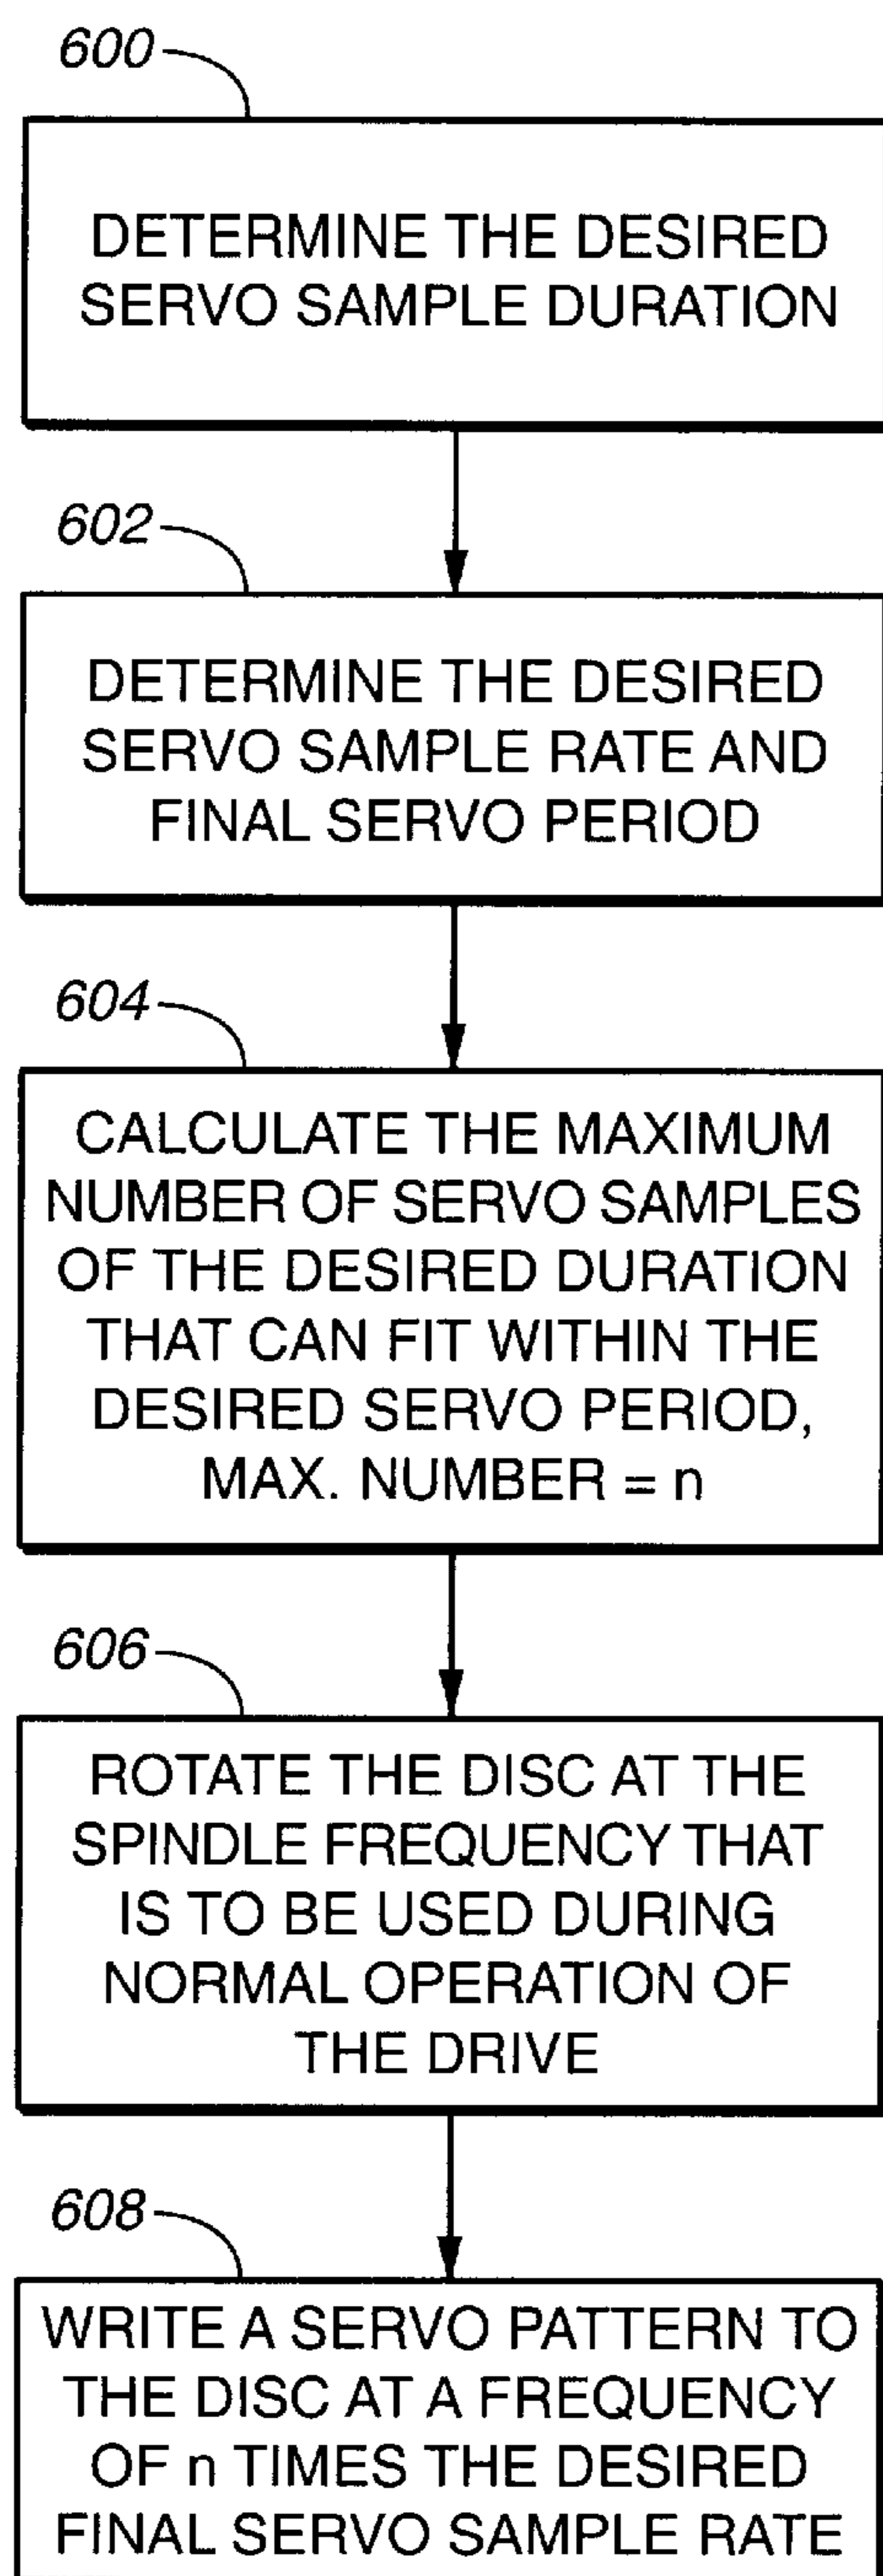 600
DETERMINE THE DESIRED
SERVO SAMPLE DURATION
602
DETERMINE THE DESIRED
SERVO SAMPLE RATE AND
FINAL SERVO PERIOD
604
CALCULATE THE MAXIMUM
NUMBER OF SERVO SAMPLES
OF THE DESIRED DURATION
THAT CAN FIT WITHIN THE
DESIRED SERVO PERIOD,
MAX. NUMBER = n
606
ROTATE THE DISC AT THE
SPINDLE FREQUENCY THAT
IS TO BE USED DURING
NORMAL OPERATION OF
THE DRIVE
608
WRITE A SERVO PATTERN TO
THE DISC AT A FREQUENCY
OF n TIMES THE DESIRED
FINAL SERVO SAMPLE RATE